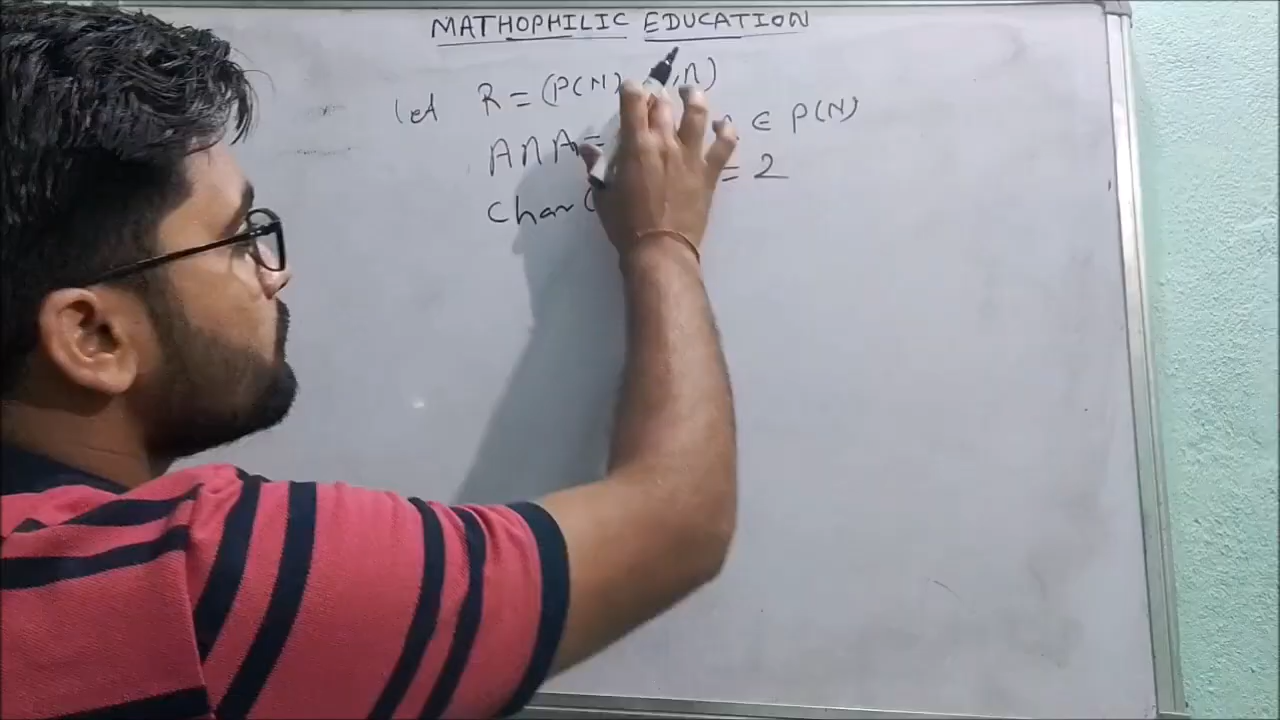 MATHOPHILIC EDUCATION
let R = (P(N) , ∩)
A ∩ A = ∈ P(N)
Char ( = 2